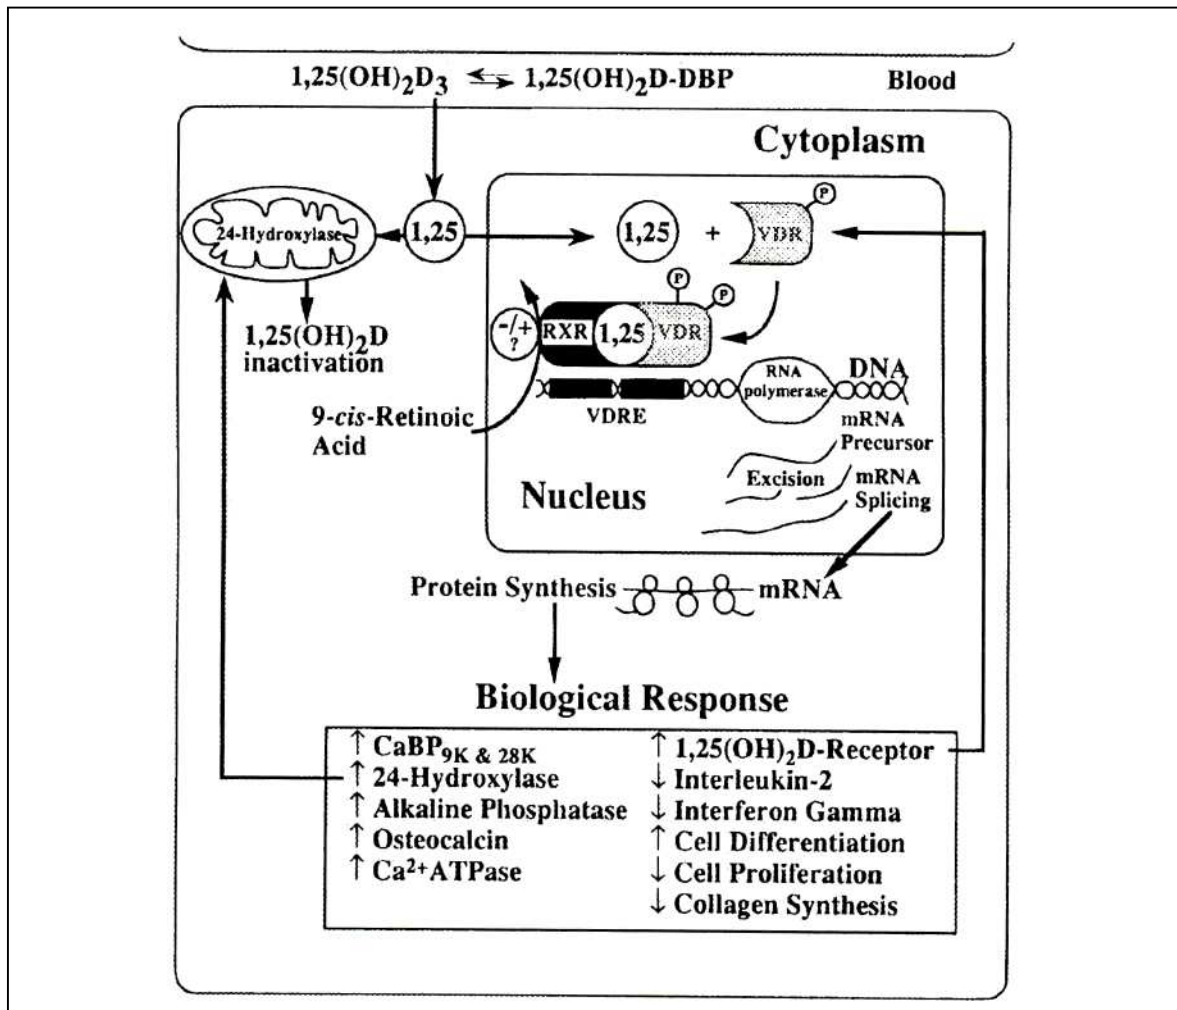 1,25(OH)₂D₃ ⇌ 1,25(OH)₂D-DBP Blood
Cytoplasm
24-Hydroxylase
1,25
1,25 + VDR
P
1,25(OH)₂D
inactivation
P
P
-/+
?
RXR 1,25 VDR
9-cis-Retinoic
Acid
VDRE
RNA
polymerase
DNA
mRNA
Precursor
Excision
mRNA
Splicing
Nucleus
Protein Synthesis mRNA
Biological Response
↑ CaBP₉K & ₂₈K
↑ 24-Hydroxylase
↑ Alkaline Phosphatase
↑ Osteocalcin
↑ Ca²⁺ATPase
↑ 1,25(OH)₂D-Receptor
↓ Interleukin-2
↓ Interferon Gamma
↑ Cell Differentiation
↓ Cell Proliferation
↓ Collagen Synthesis